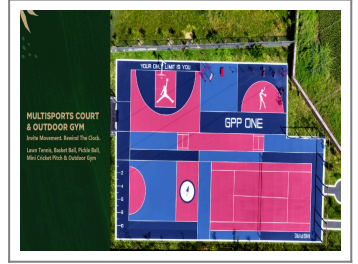 MULTISPORTS COURT
& OUTDOOR GYM
Invite Movement. Rewind The Clock.
Lawn Tennis, Basket Ball, Pickle Ball,
Mini Cricket Pitch & Outdoor Gym
YOUR ONLY LIMIT IS YOU
GPP ONE